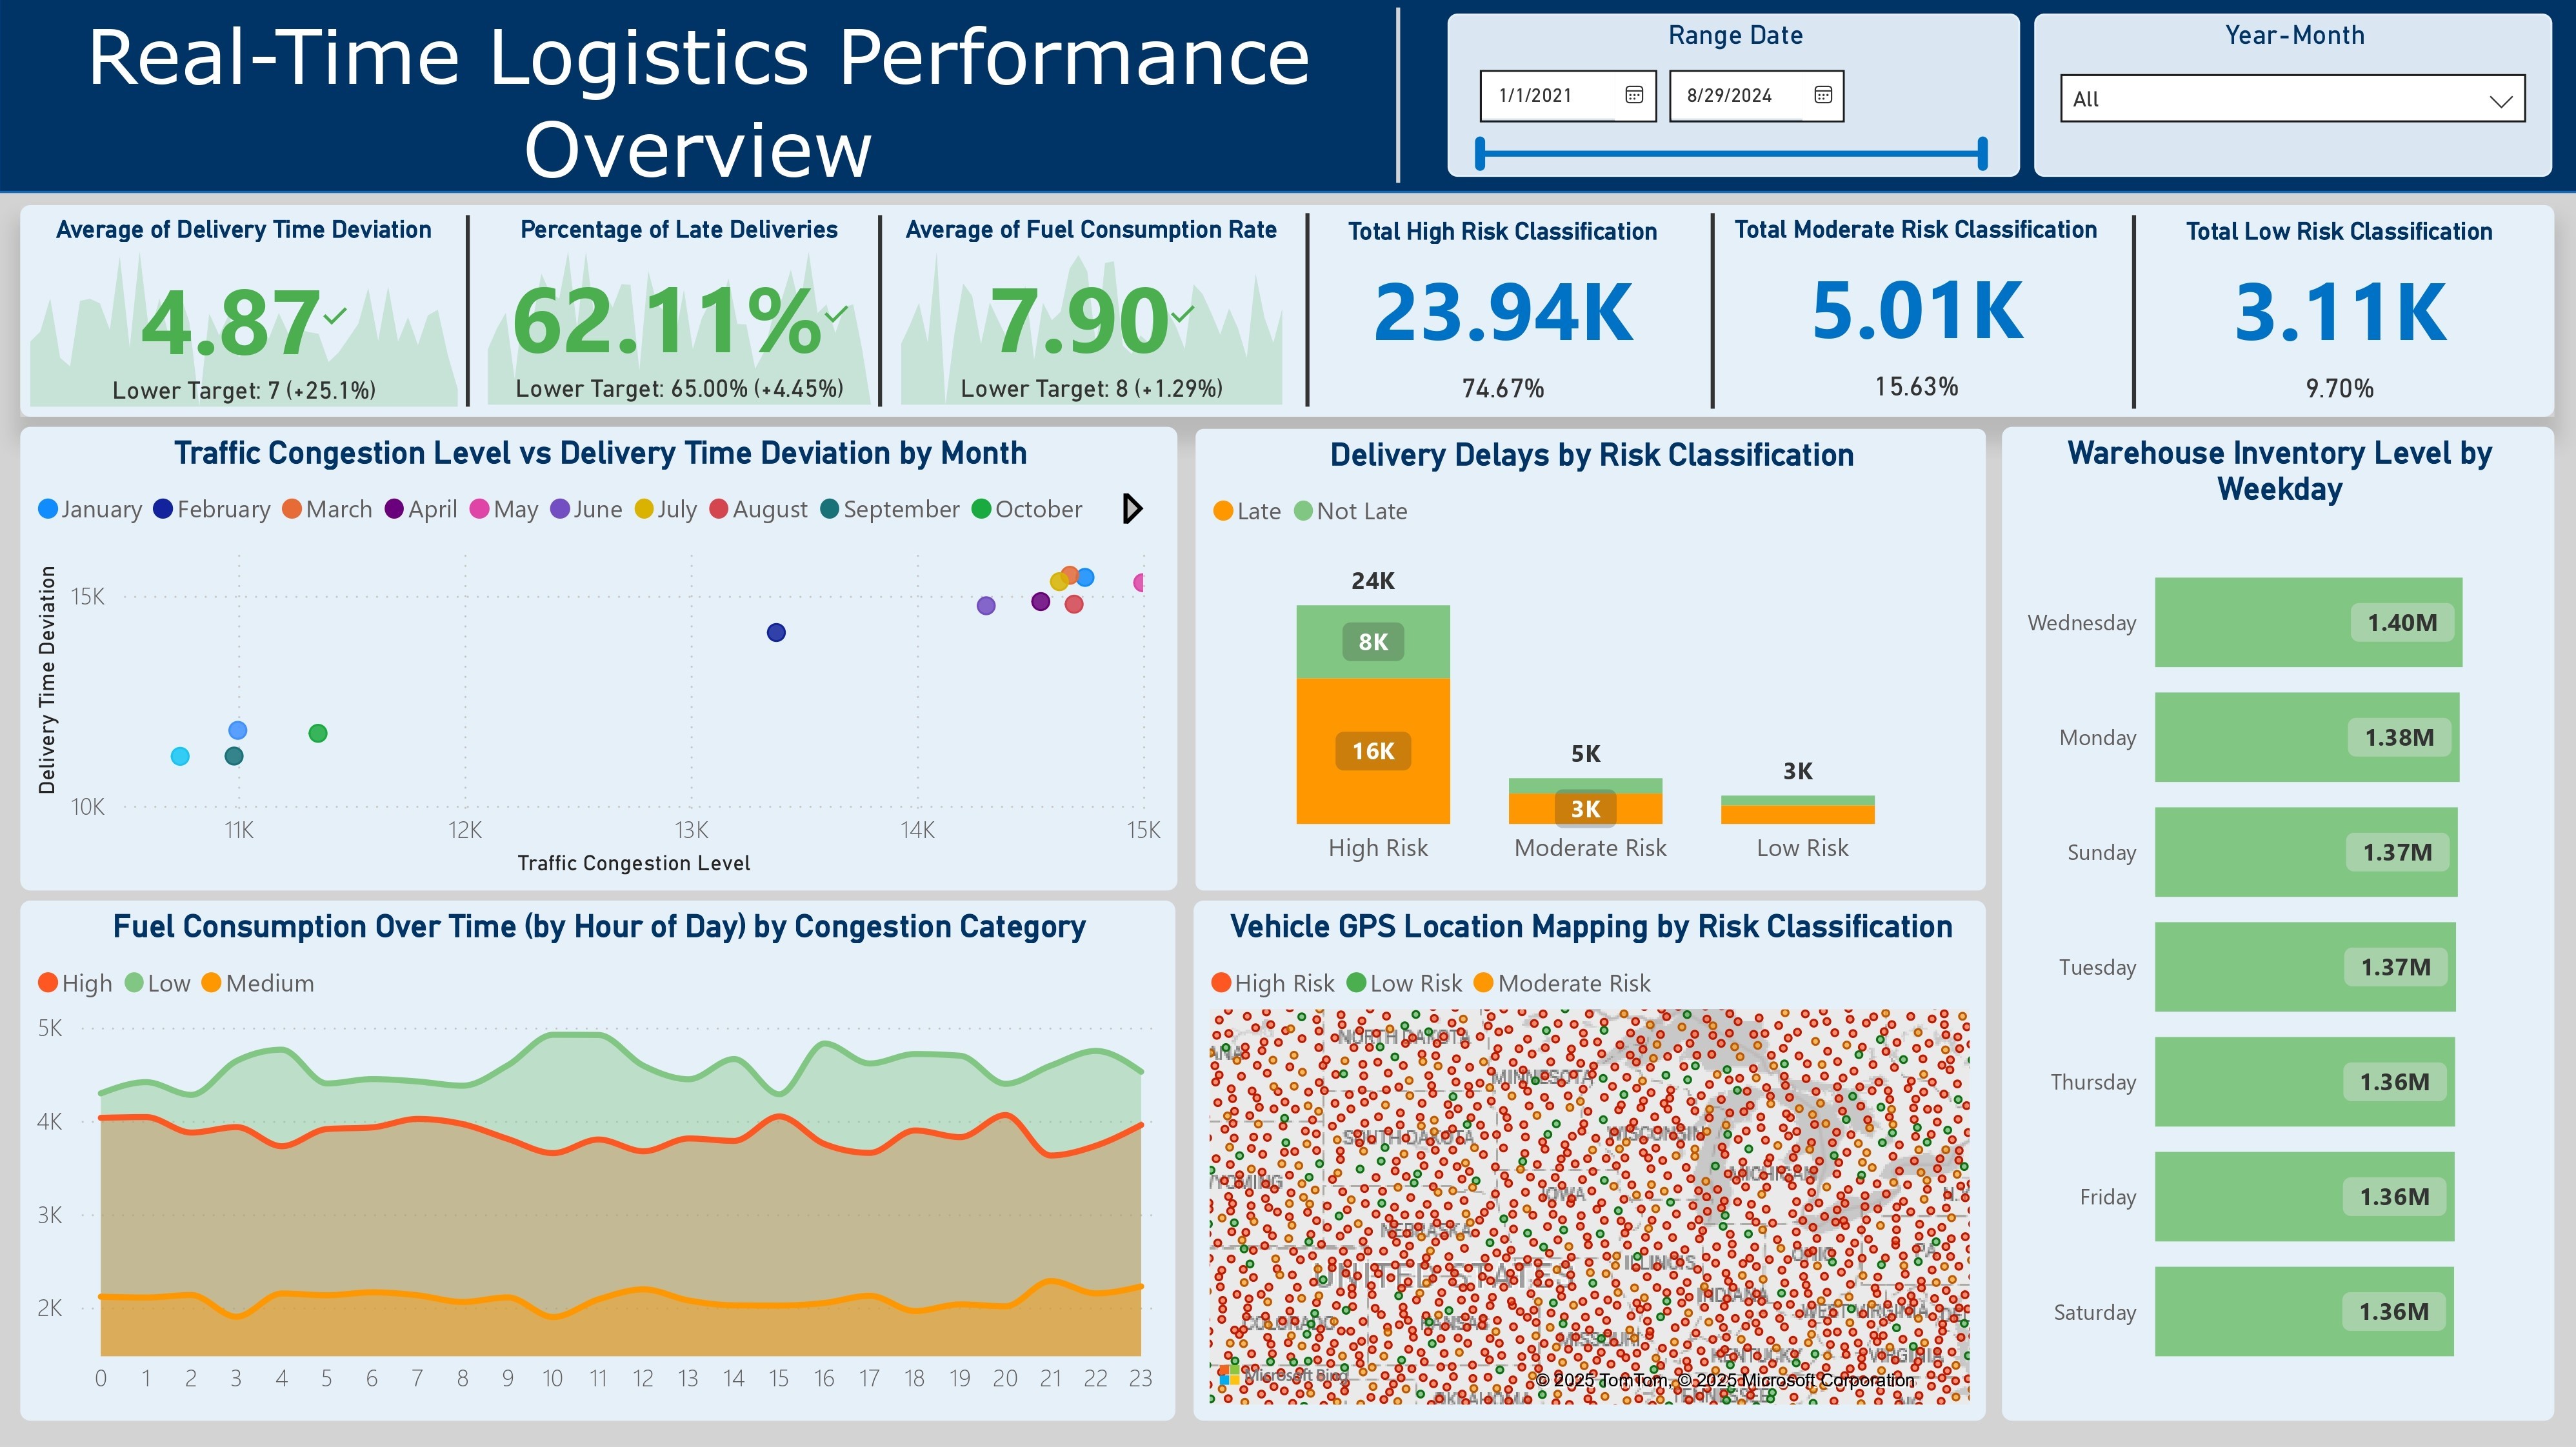 Real-Time Logistics Performance
Overview
Range Date
1/1/2021
8/29/2024
Year-Month
All
Average of Delivery Time Deviation
4.87
Lower Target: 7 (+25.1%)
Percentage of Late Deliveries
62.11%
Lower Target: 65.00% (+4.45%)
Average of Fuel Consumption Rate
7.90
Lower Target: 8 (+1.29%)
Total High Risk Classification
23.94K
74.67%
Total Moderate Risk Classification
5.01K
15.63%
Total Low Risk Classification
3.11K
9.70%
Traffic Congestion Level vs Delivery Time Deviation by Month
January February March April May June July August September October
Delivery Time Deviation
15K
10K
11K 12K 13K 14K 15K
Traffic Congestion Level
Delivery Delays by Risk Classification
Late Not Late
24K
8K
16K
5K
3K
3K
High Risk Moderate Risk Low Risk
Warehouse Inventory Level by
Weekday
Wednesday 1.40M
Monday 1.38M
Sunday 1.37M
Tuesday 1.37M
Thursday 1.36M
Friday 1.36M
Saturday 1.36M
Fuel Consumption Over Time (by Hour of Day) by Congestion Category
High Low Medium
5K
4K
3K
2K
0 1 2 3 4 5 6 7 8 9 10 11 12 13 14 15 16 17 18 19 20 21 22 23
Vehicle GPS Location Mapping by Risk Classification
High Risk Low Risk Moderate Risk
NORTH DAKOTA
MINNESOTA
SOUTH DAKOTA
WISCONSIN
MICHIGAN
WYOMING
IOWA
NEBRASKA
OHIO
PA
ILLINOIS
UNITED STATES
INDIANA
WEST VIRGINIA
COLORADO
KANSAS
MISSOURI
KENTUCKY
VIRGINIA
Microsoft Bing
© 2025 TomTom, © 2025 Microsoft Corporation
OKLAHOMA
TENNESSEE